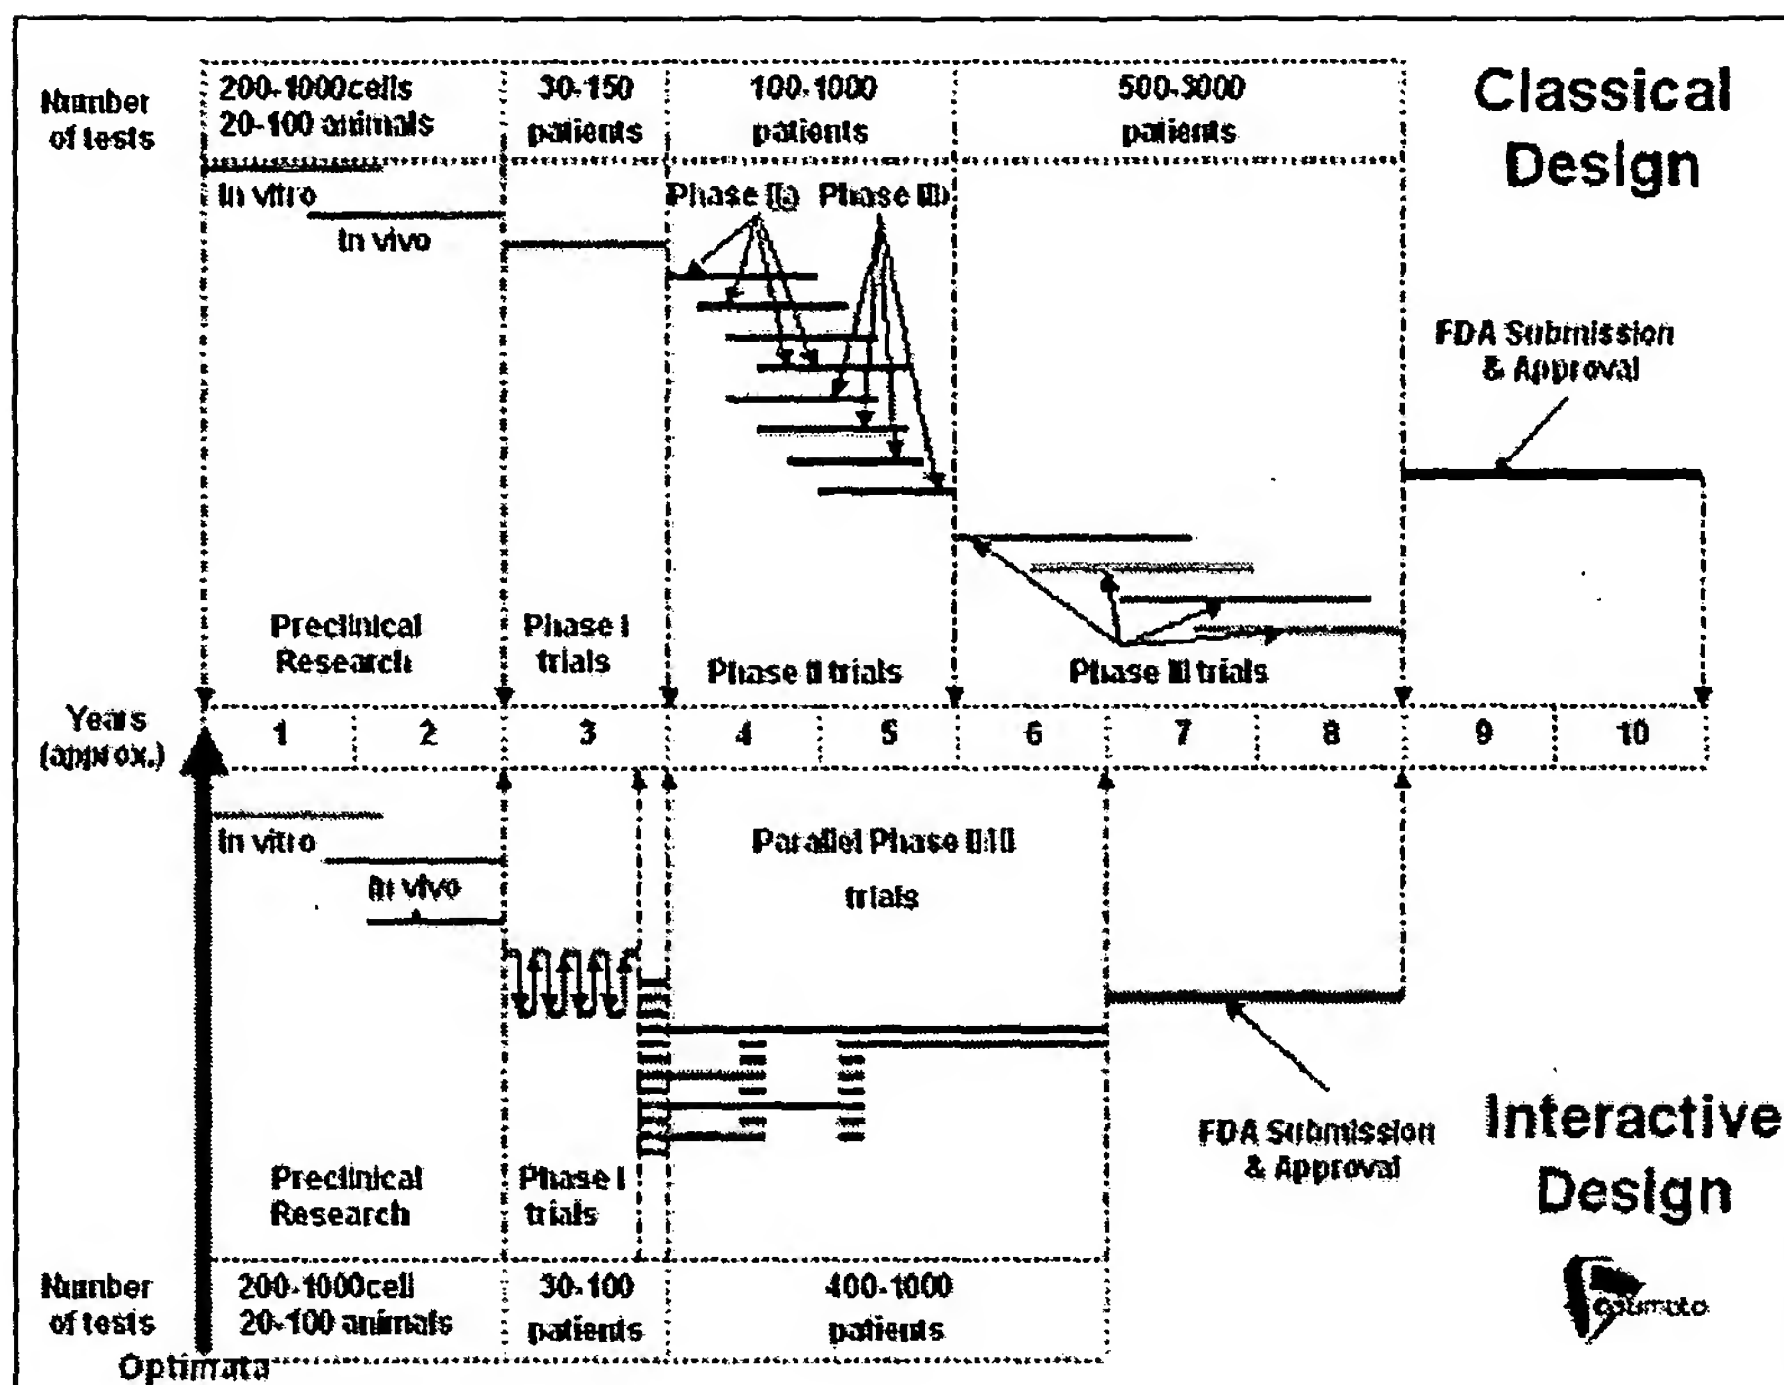 Number
of tests
200-1000cells
20-100 animals
30-150
patients
100-1000
patients
500-3000
patients
Classical
Design
In vitro
In vivo
Phase IIa
Phase IIb
FDA Submission
& Approval
Preclinical
Research
Phase I
trials
Phase II trials
Phase III trials
Years
(approx.)
1
2
3
4
5
6
7
8
9
10
In vitro
In vivo
Parallel Phase II/III
trials
FDA Submission
& Approval
Interactive
Design
Preclinical
Research
Phase I
trials
Number
of tests
200-1000cell
20-100 animals
30-100
patients
400-1000
patients
optimata
Optimata